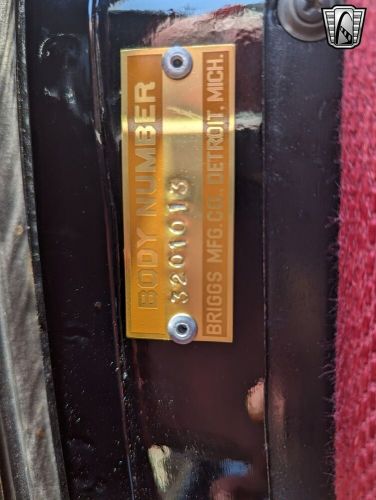 BODY NUMBER
3201013
BRIGGS MFG. CO., DETROIT, MICH.